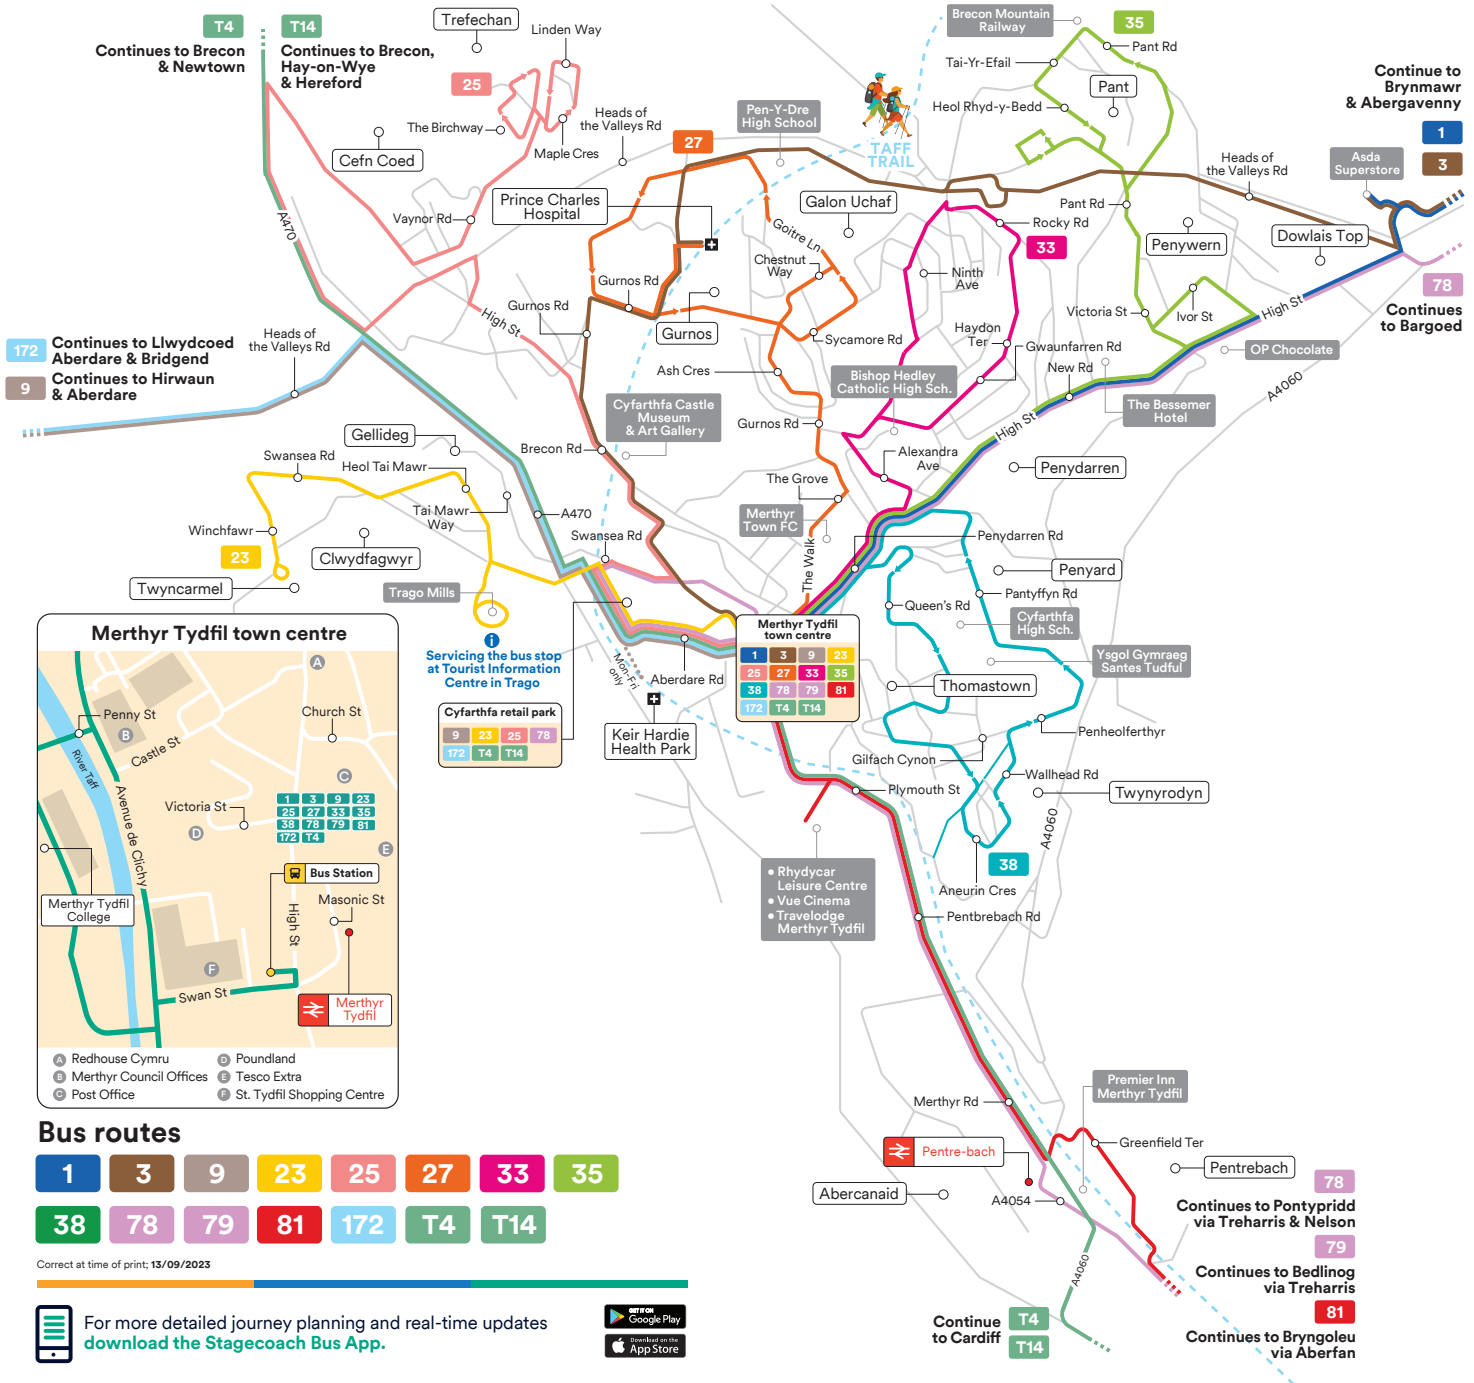 T4
Continues to Brecon
& Newtown
T14
Continues to Brecon,
Hay-on-Wye
& Hereford
Trefechan
Linden Way
25
The Birchway
Maple Cres
Heads of
the Valleys Rd
Cefn Coed
Vaynor Rd
A470
27
Prince Charles
Hospital
Pen-Y-Dre
High School
Brecon Mountain
Railway
35
Pant Rd
Tai-Yr-Efail
Pant
Heol Rhyd-y-Bedd
TAFF
TRAIL
Continue to
Brynmawr
& Abergavenny
1
3
Asda
Superstore
Heads of
the Valleys Rd
Galon Uchaf
Pant Rd
Rocky Rd
33
Penywern
Dowlais Top
78
Continues
to Bargoed
Goitre Ln
Chestnut
Way
Ninth
Ave
Gurnos Rd
Gurnos Rd
Gurnos
High St
Sycamore Rd
Haydon
Ter
Victoria St
Ivor St
High St
Gwaunfarren Rd
OP Chocolate
172
Continues to Llwydcoed
Aberdare & Bridgend
9
Continues to Hirwaun
& Aberdare
Heads of
the Valleys Rd
Ash Cres
Bishop Hedley
Catholic High Sch.
New Rd
A4060
The Bessemer
Hotel
Cyfarthfa Castle
Museum
& Art Gallery
Gurnos Rd
High St
Gellideg
Brecon Rd
Swansea Rd
Heol Tai Mawr
Alexandra
Ave
Penydarren
The Grove
Tai Mawr
Way
A470
Merthyr
Town FC
Winchfawr
Swansea Rd
The Walk
Penydarren Rd
23
Clwydfagwyr
Twyncarmel
Trago Mills
Penyard
Pantyffyn Rd
Queen's Rd
Cyfarthfa
High Sch.
i
Servicing the bus stop
at Tourist Information
Centre in Trago
Mon-Fri
only
Aberdare Rd
Merthyr Tydfil
town centre
1 3 9 23
25 27 33 35
38 78 79 81
172 T4 T14
Ysgol Gymraeg
Santes Tudful
Thomastown
Cyfarthfa retail park
9 23 25 78
172 T4 T14
Keir Hardie
Health Park
Penheolferthyr
Gilfach Cynon
Wallhead Rd
Plymouth St
Twynyrodyn
A4060
38
Aneurin Cres
Rhydycar
Leisure Centre
Vue Cinema
Travelodge
Merthyr Tydfil
Pentbrebach Rd
Merthyr Tydfil town centre
A
Penny St
Church St
B
Castle St
River Taff
C
Avenue de Clichy
Victoria St
1 3 9 23
25 27 33 35
38 78 79 81
172 T4
D
E
Bus Station
Merthyr Tydfil
College
Masonic St
High St
F
Swan St
Merthyr
Tydfil
A Redhouse Cymru
B Merthyr Council Offices
C Post Office
D Poundland
E Tesco Extra
F St. Tydfil Shopping Centre
Merthyr Rd
Premier Inn
Merthyr Tydfil
Pentre-bach
Greenfield Ter
Pentrebach
Abercanaid
A4054
A4060
78
Continues to Pontypridd
via Treharris & Nelson
79
Continues to Bedlinog
via Treharris
81
Continues to Bryngoleu
via Aberfan
Continue
to Cardiff
T4
T14
Bus routes
1 3 9 23 25 27 33 35
38 78 79 81 172 T4 T14
Correct at time of print; 13/09/2023
For more detailed journey planning and real-time updates
download the Stagecoach Bus App.
GET IT ON
Google Play
Download on the
App Store